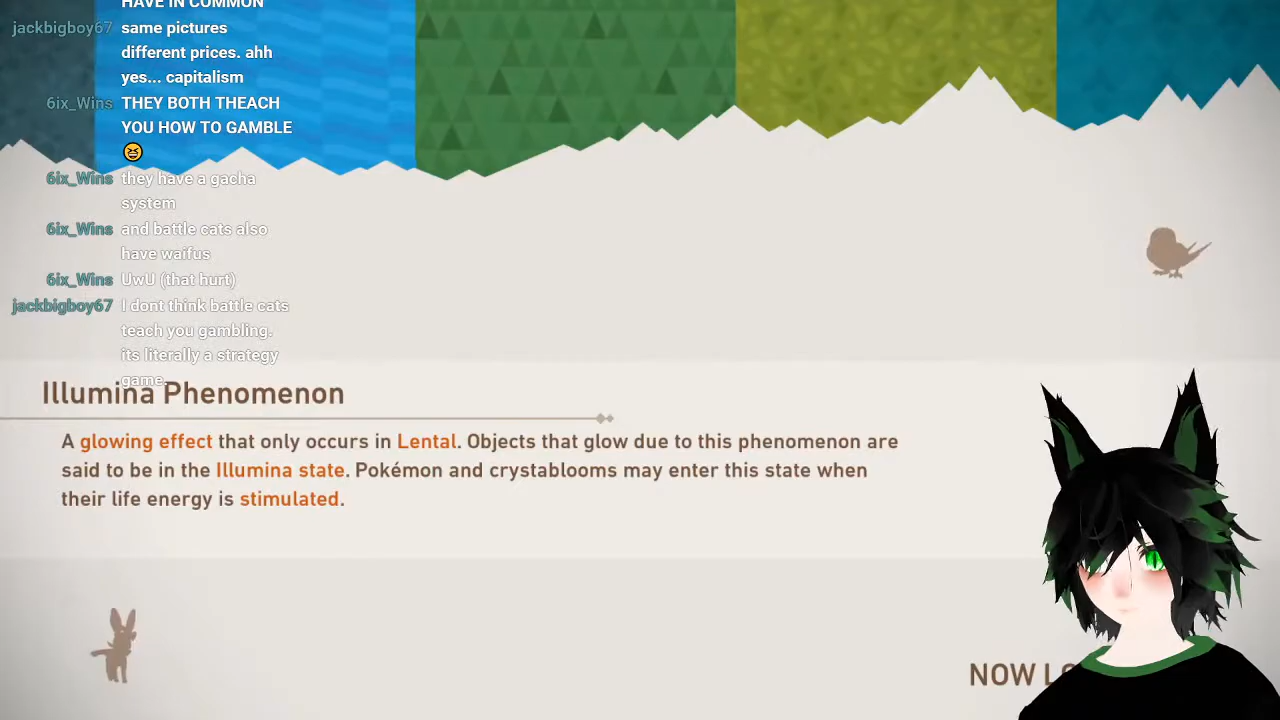 HAVE IN COMMON
jackbigboy67 same pictures
different prices. ahh
yes... capitalism
6ix_Wins THEY BOTH THEACH
YOU HOW TO GAMBLE
😆
6ix_Wins they have a gacha
system
6ix_Wins and battle cats also
have waifus
6ix_Wins UwU (that hurt)
jackbigboy67 I dont think battle cats
teach you gambling.
its literally a strategy
game.
Illumina Phenomenon
A glowing effect that only occurs in Lental. Objects that glow due to this phenomenon are
said to be in the Illumina state. Pokémon and crystablooms may enter this state when
their life energy is stimulated.
NOW LO